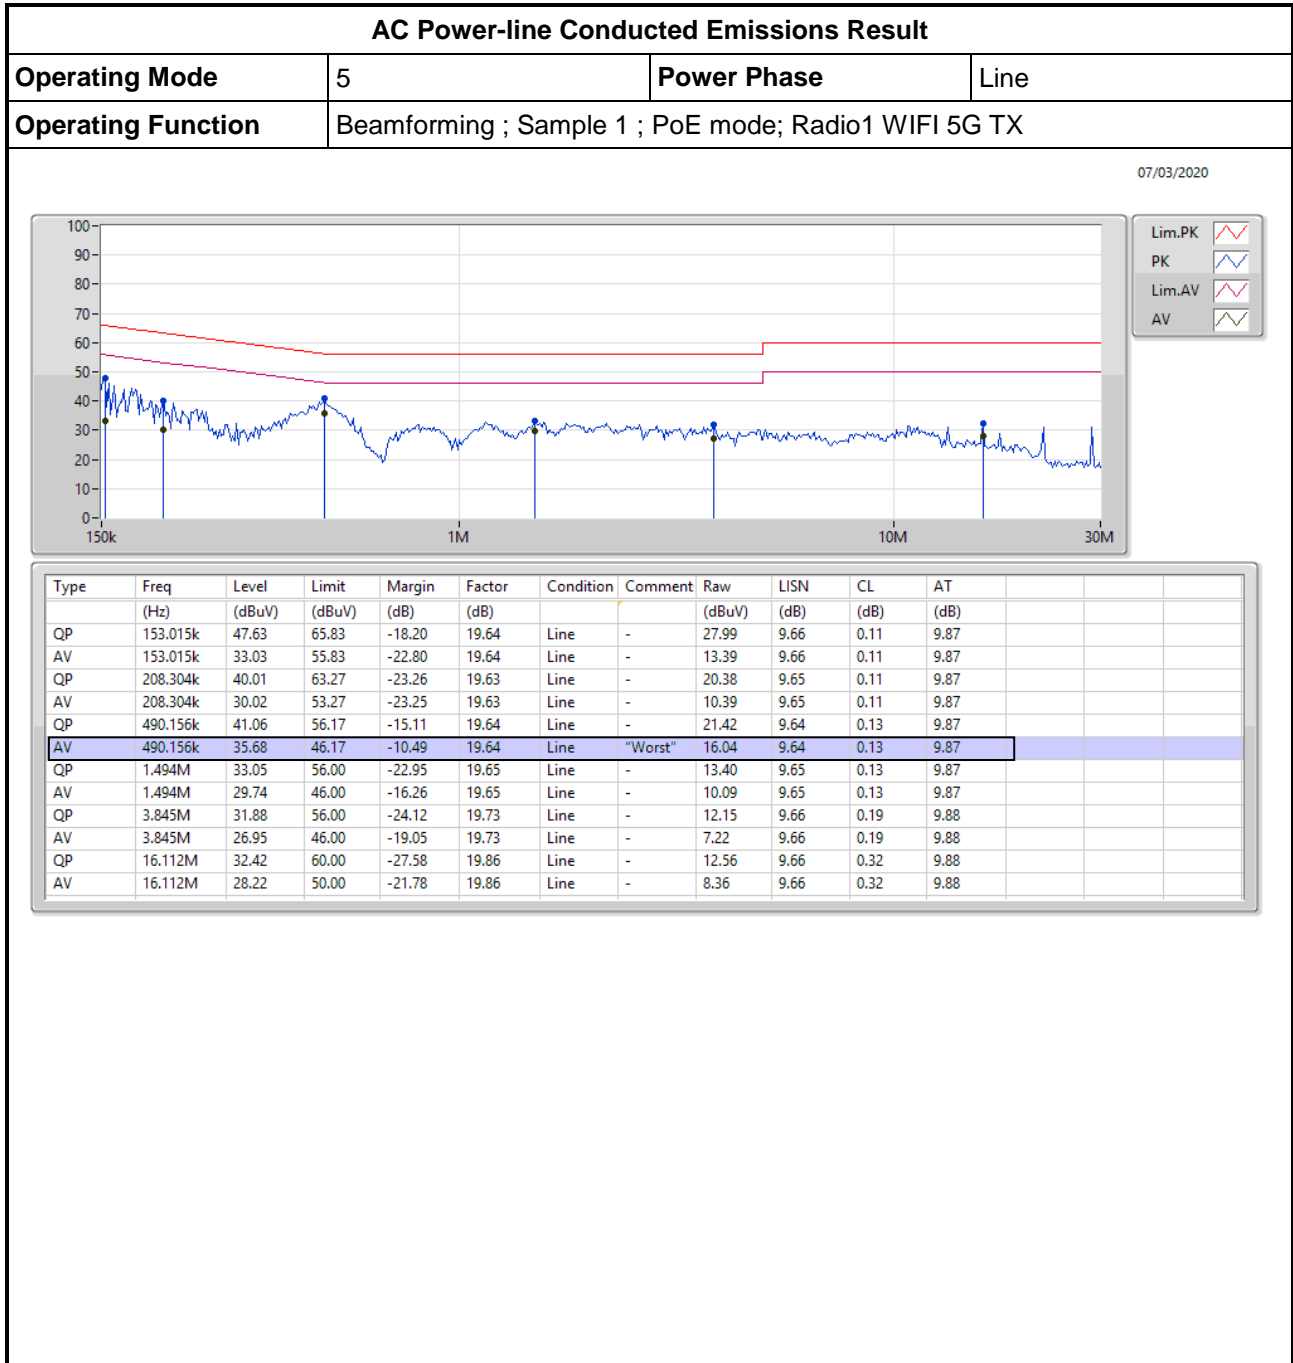 AC Power-line Conducted Emissions Result
Operating Mode 5 Power Phase Line
Operating Function Beamforming ; Sample 1 ; PoE mode; Radio1 WIFI 5G TX
07/03/2020
100
90
80
70
60
50
40
30
20
10
0
150k 1M 10M 30M
Lim.PK
PK
Lim.AV
AV
Type Freq Level Limit Margin Factor Condition Comment Raw LISN CL AT
(Hz) (dBuV) (dBuV) (dB) (dB) (dBuV) (dB) (dB) (dB)
QP 153.015k 47.63 65.83 -18.20 19.64 Line - 27.99 9.66 0.11 9.87
AV 153.015k 33.03 55.83 -22.80 19.64 Line - 13.39 9.66 0.11 9.87
QP 208.304k 40.01 63.27 -23.26 19.63 Line - 20.38 9.65 0.11 9.87
AV 208.304k 30.02 53.27 -23.25 19.63 Line - 10.39 9.65 0.11 9.87
QP 490.156k 41.06 56.17 -15.11 19.64 Line - 21.42 9.64 0.13 9.87
AV 490.156k 35.68 46.17 -10.49 19.64 Line "Worst" 16.04 9.64 0.13 9.87
QP 1.494M 33.05 56.00 -22.95 19.65 Line - 13.40 9.65 0.13 9.87
AV 1.494M 29.74 46.00 -16.26 19.65 Line - 10.09 9.65 0.13 9.87
QP 3.845M 31.88 56.00 -24.12 19.73 Line - 12.15 9.66 0.19 9.88
AV 3.845M 26.95 46.00 -19.05 19.73 Line - 7.22 9.66 0.19 9.88
QP 16.112M 32.42 60.00 -27.58 19.86 Line - 12.56 9.66 0.32 9.88
AV 16.112M 28.22 50.00 -21.78 19.86 Line - 8.36 9.66 0.32 9.88